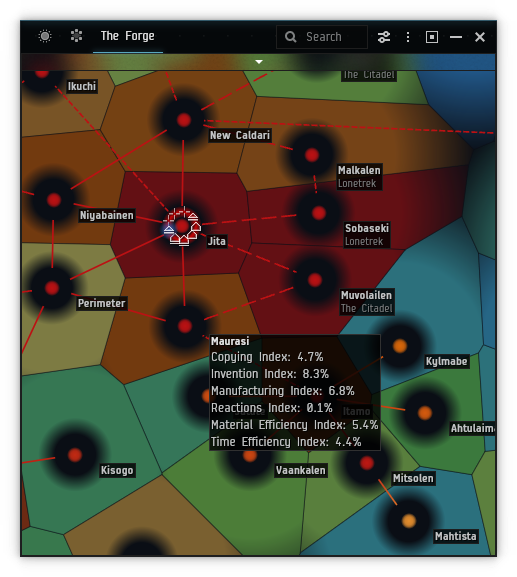 The Forge
Search
Ikuchi
The Citadel
New Caldari
Malkalen
Lonetrek
Niyabainen
Sobaseki
Lonetrek
Jita
Perimeter
Muvolailen
The Citadel
Maurasi
Copying Index: 4.7%
Invention Index: 8.3%
Manufacturing Index: 6.8%
Reactions Index: 0.1%
Material Efficiency Index: 5.4%
Time Efficiency Index: 4.4%
Kylmabe
Itamo
Ahtulaim
Kisogo
Vaankalen
Mitsolen
Mahtista